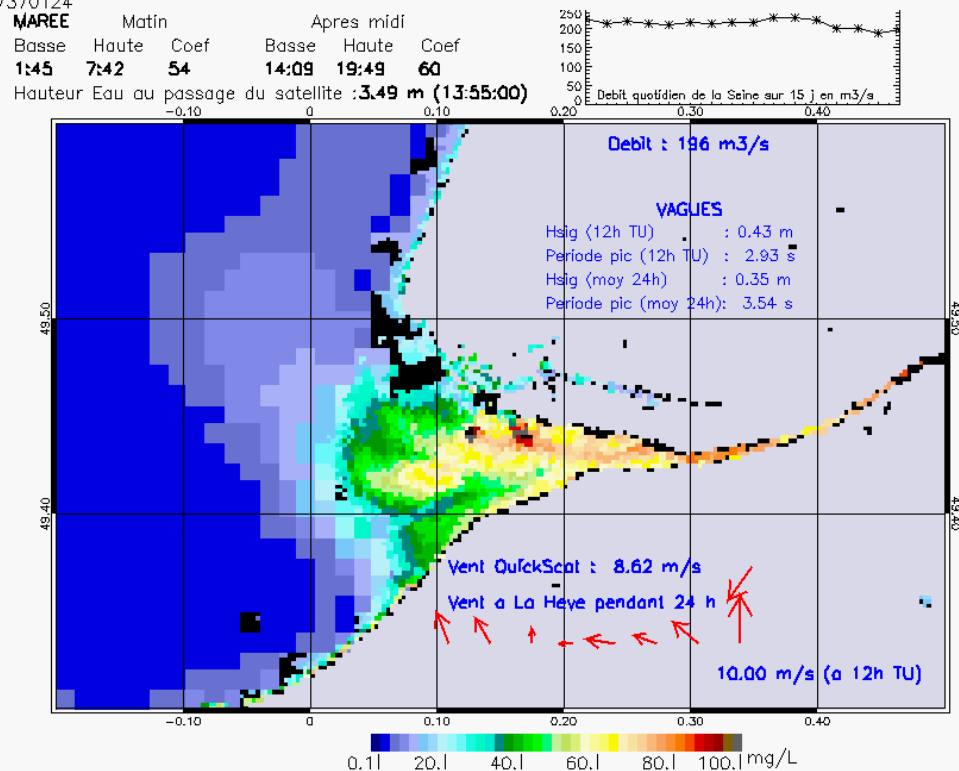 7370124
MAREE Matin Apres midi
Basse Haute Coef Basse Haute Coef
1:45 7:42 54 14:09 19:49 60
Hauteur Eau au passage du satellite :3.49 m (13:55:00)
250
200
150
100
50
0
Debit quotidien de la Seine sur 15 j en m3/s
-0.10 0 0.10 0.20 0.30 0.40
Debit : 196 m3/s
VAGUES
Hsig (12h TU) : 0.43 m
Periode pic (12h TU) : 2.93 s
Hsig (moy 24h) : 0.35 m
Periode pic (moy 24h): 3.54 s
49.50 49.50
49.40 49.40
Vent QuickScat : 8.62 m/s
Vent a La Heve pendant 24 h
10.00 m/s (a 12h TU)
-0.10 0 0.10 0.20 0.30 0.40
0.1| 20.| 40.| 60.| 80.| 100.| mg/L